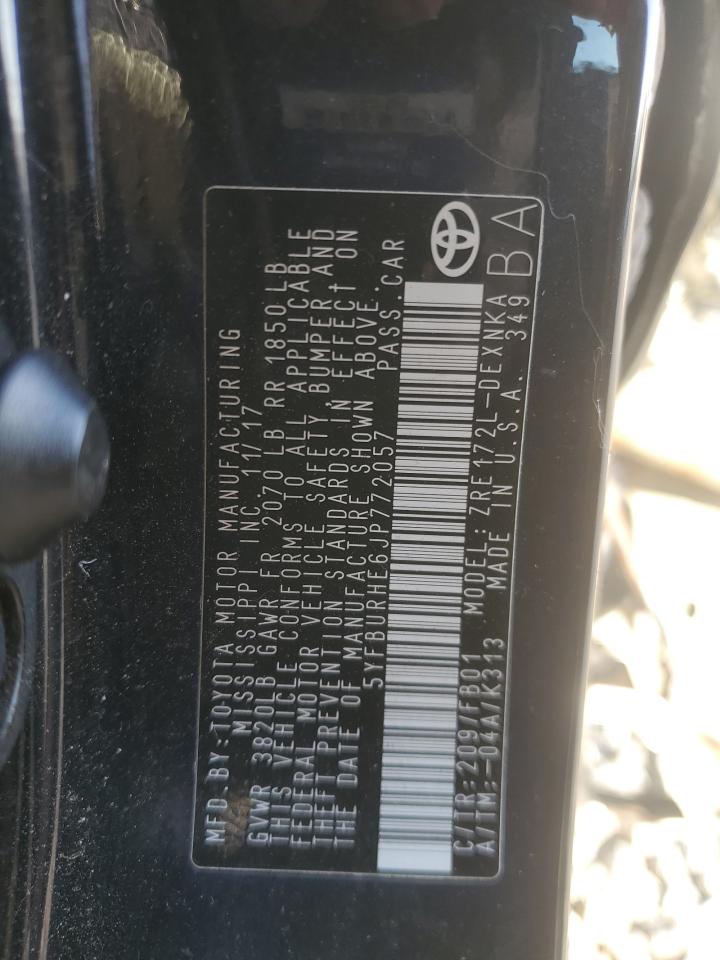 MFD BY:TOYOTA MOTOR MANUFACTURING
MISSISSIPPI INC. 11/17
GVWR 3820LB GAWR FR 2070 LB RR 1850 LB
THIS VEHICLE CONFORMS TO ALL APPLICABLE
FEDERAL MOTOR VEHICLE SAFETY, BUMPER AND
THEFT PREVENTION STANDARDS IN EFFECT ON
THE DATE OF MANUFACTURE SHOWN ABOVE.
5YFBURHE6JP772057 PASS.CAR
C/TR:209/FB01 MODEL:ZRE172L-DEXNKA
A/TM:-04A/K313 MADE IN U.S.A. 349 BA